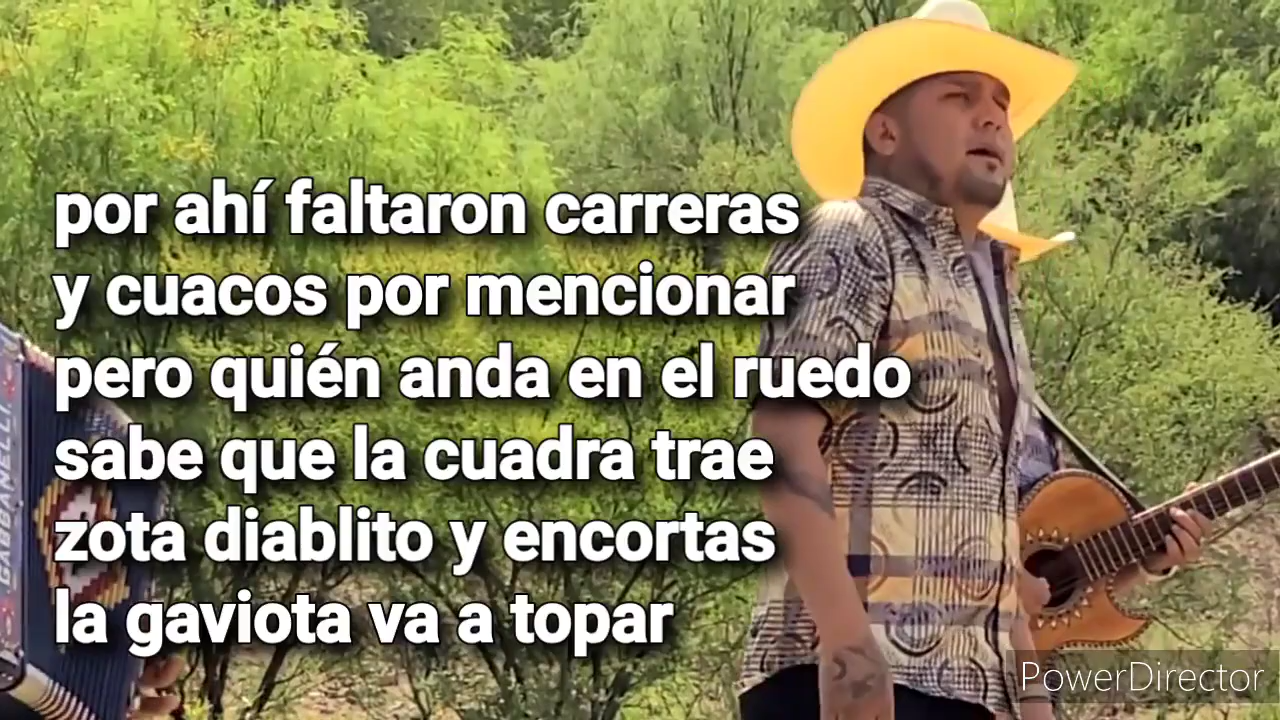 por ahí faltaron carreras
y cuacos por mencionar
pero quién anda en el ruedo
sabe que la cuadra trae
zota diablito y encortas
la gaviota va a topar
GABBANELLI
PowerDirector